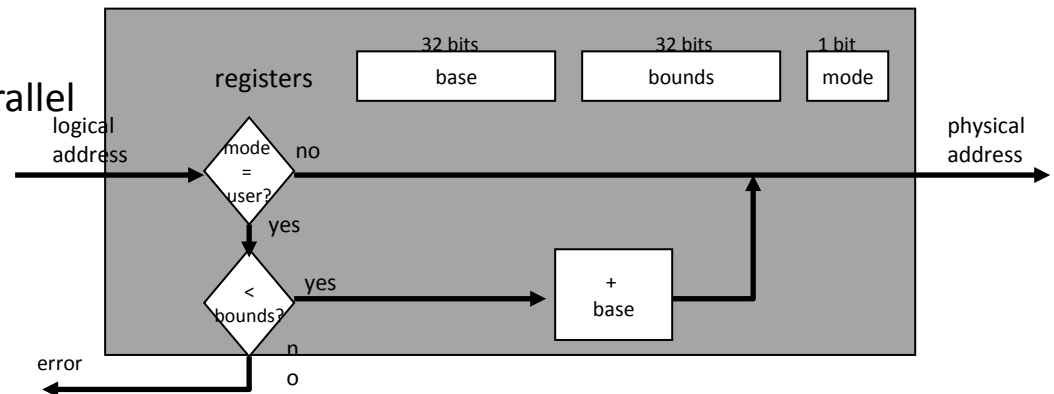 32 bits
32 bits
1 bit
registers
base
bounds
mode
rallel
logical
address
mode
=
user?
no
physical
address
yes
<
bounds?
yes
+
base
n
o
error